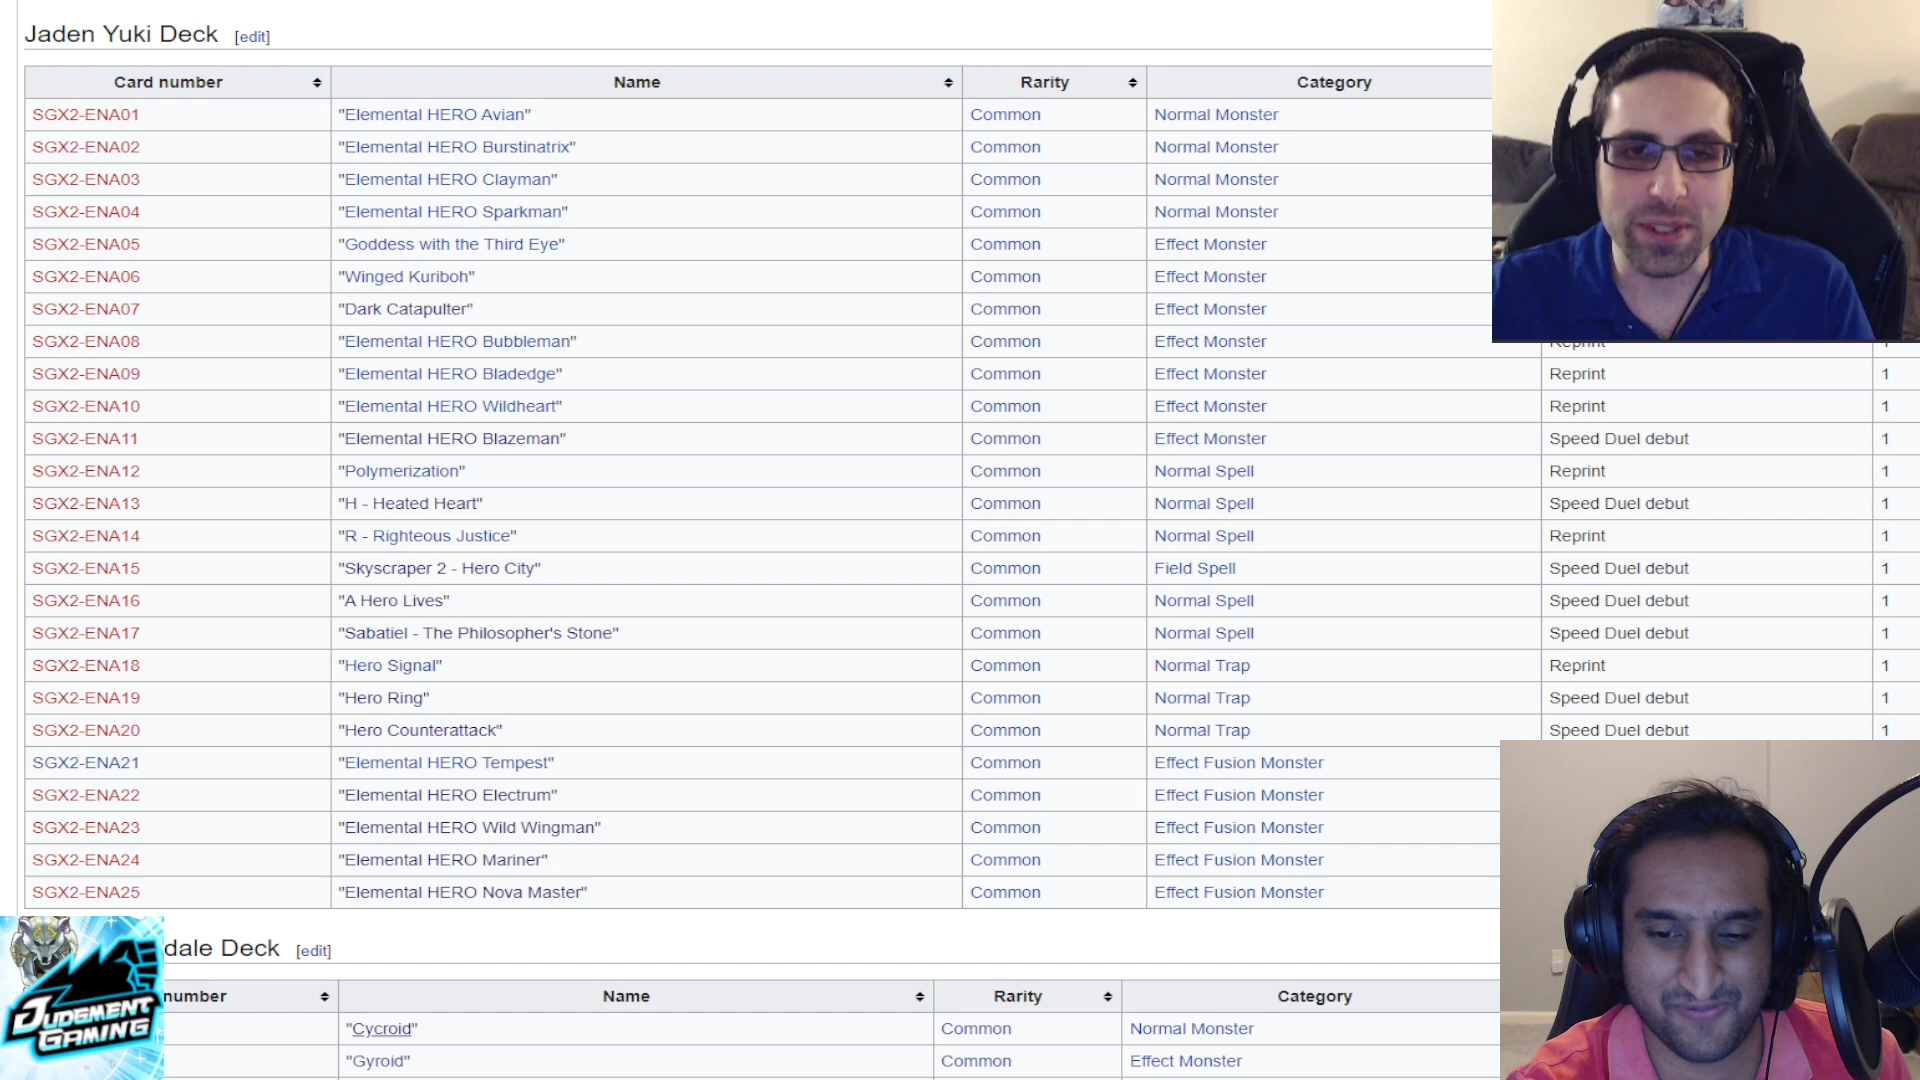 Jaden Yuki Deck [edit]
Card number Name Rarity Category
SGX2-ENA01 "Elemental HERO Avian" Common Normal Monster
SGX2-ENA02 "Elemental HERO Burstinatrix" Common Normal Monster
SGX2-ENA03 "Elemental HERO Clayman" Common Normal Monster
SGX2-ENA04 "Elemental HERO Sparkman" Common Normal Monster
SGX2-ENA05 "Goddess with the Third Eye" Common Effect Monster
SGX2-ENA06 "Winged Kuriboh" Common Effect Monster
SGX2-ENA07 "Dark Catapulter" Common Effect Monster
SGX2-ENA08 "Elemental HERO Bubbleman" Common Effect Monster Reprint 1
SGX2-ENA09 "Elemental HERO Bladedge" Common Effect Monster Reprint 1
SGX2-ENA10 "Elemental HERO Wildheart" Common Effect Monster Reprint 1
SGX2-ENA11 "Elemental HERO Blazeman" Common Effect Monster Speed Duel debut 1
SGX2-ENA12 "Polymerization" Common Normal Spell Reprint 1
SGX2-ENA13 "H - Heated Heart" Common Normal Spell Speed Duel debut 1
SGX2-ENA14 "R - Righteous Justice" Common Normal Spell Reprint 1
SGX2-ENA15 "Skyscraper 2 - Hero City" Common Field Spell Speed Duel debut 1
SGX2-ENA16 "A Hero Lives" Common Normal Spell Speed Duel debut 1
SGX2-ENA17 "Sabatiel - The Philosopher's Stone" Common Normal Spell Speed Duel debut 1
SGX2-ENA18 "Hero Signal" Common Normal Trap Reprint 1
SGX2-ENA19 "Hero Ring" Common Normal Trap Speed Duel debut 1
SGX2-ENA20 "Hero Counterattack" Common Normal Trap Speed Duel debut 1
SGX2-ENA21 "Elemental HERO Tempest" Common Effect Fusion Monster
SGX2-ENA22 "Elemental HERO Electrum" Common Effect Fusion Monster
SGX2-ENA23 "Elemental HERO Wild Wingman" Common Effect Fusion Monster
SGX2-ENA24 "Elemental HERO Mariner" Common Effect Fusion Monster
SGX2-ENA25 "Elemental HERO Nova Master" Common Effect Fusion Monster
dale Deck [edit]
number Name Rarity Category
"Cycroid" Common Normal Monster
"Gyroid" Common Effect Monster
JUDGMENT
GAMING